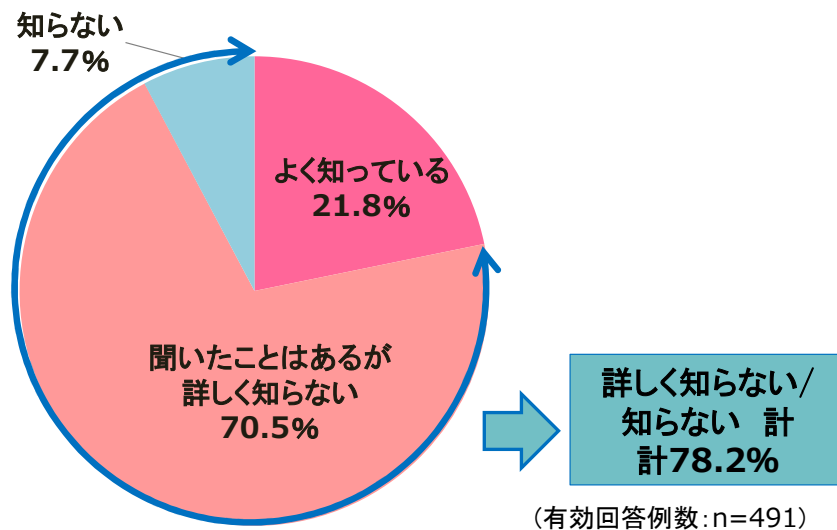 知らない
7.7%
よく知っている
21.8%
聞いたことはあるが
詳しく知らない
70.5%
詳しく知らない/
知らない 計
計78.2%
（有効回答例数：n=491）